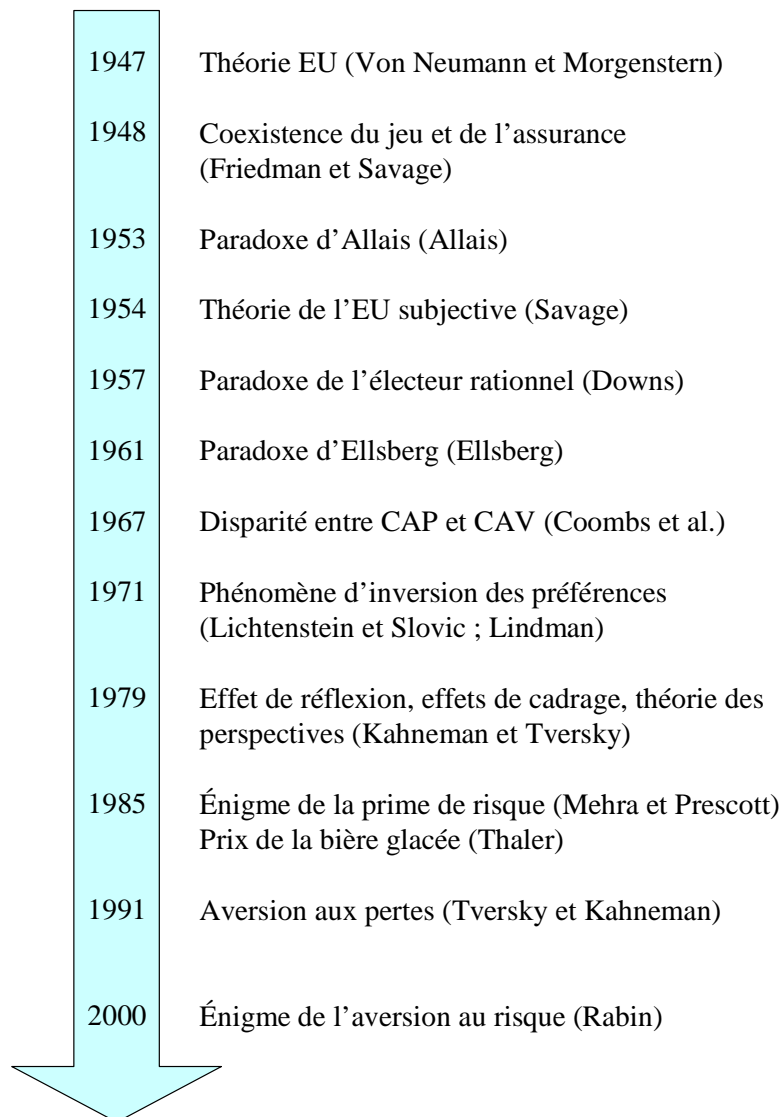 1947 Théorie EU (Von Neumann et Morgenstern)
1948 Coexistence du jeu et de l’assurance
(Friedman et Savage)
1953 Paradoxe d’Allais (Allais)
1954 Théorie de l’EU subjective (Savage)
1957 Paradoxe de l’électeur rationnel (Downs)
1961 Paradoxe d’Ellsberg (Ellsberg)
1967 Disparité entre CAP et CAV (Coombs et al.)
1971 Phénomène d’inversion des préférences
(Lichtenstein et Slovic ; Lindman)
1979 Effet de réflexion, effets de cadrage, théorie des
perspectives (Kahneman et Tversky)
1985 Énigme de la prime de risque (Mehra et Prescott)
Prix de la bière glacée (Thaler)
1991 Aversion aux pertes (Tversky et Kahneman)
2000 Énigme de l’aversion au risque (Rabin)